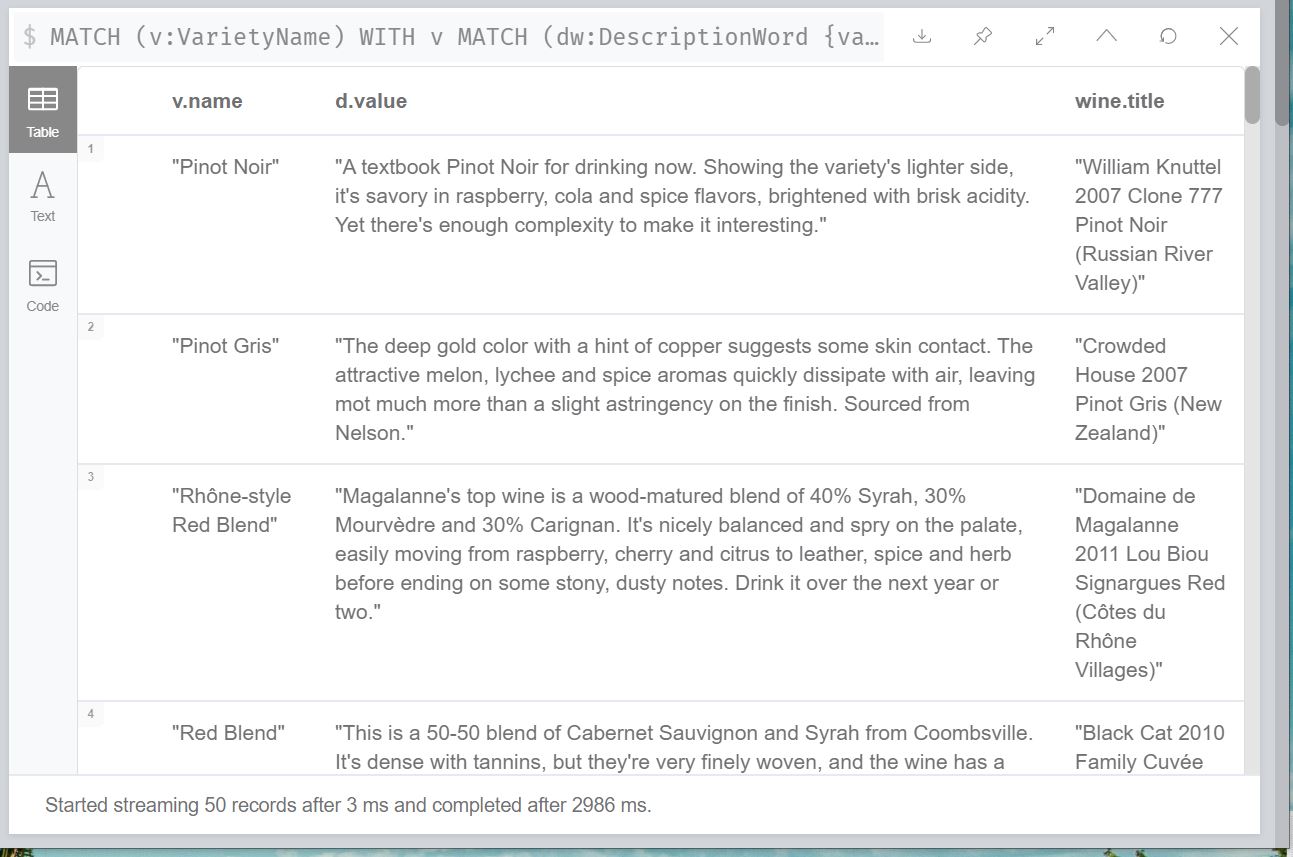 $ MATCH (v:VarietyName) WITH v MATCH (dw:DescriptionWord {va…
Table
Text
Code
v.name
d.value
wine.title
1
"Pinot Noir"
"A textbook Pinot Noir for drinking now. Showing the variety's lighter side,
it's savory in raspberry, cola and spice flavors, brightened with brisk acidity.
Yet there's enough complexity to make it interesting."
"William Knuttel
2007 Clone 777
Pinot Noir
(Russian River
Valley)"
2
"Pinot Gris"
"The deep gold color with a hint of copper suggests some skin contact. The
attractive melon, lychee and spice aromas quickly dissipate with air, leaving
mot much more than a slight astringency on the finish. Sourced from
Nelson."
"Crowded
House 2007
Pinot Gris (New
Zealand)"
3
"Rhône-style
Red Blend"
"Magalanne's top wine is a wood-matured blend of 40% Syrah, 30%
Mourvèdre and 30% Carignan. It's nicely balanced and spry on the palate,
easily moving from raspberry, cherry and citrus to leather, spice and herb
before ending on some stony, dusty notes. Drink it over the next year or
two."
"Domaine de
Magalanne
2011 Lou Biou
Signargues Red
(Côtes du
Rhône
Villages)"
4
"Red Blend"
"This is a 50-50 blend of Cabernet Sauvignon and Syrah from Coombsville.
It's dense with tannins, but they're very finely woven, and the wine has a
"Black Cat 2010
Family Cuvée
Started streaming 50 records after 3 ms and completed after 2986 ms.